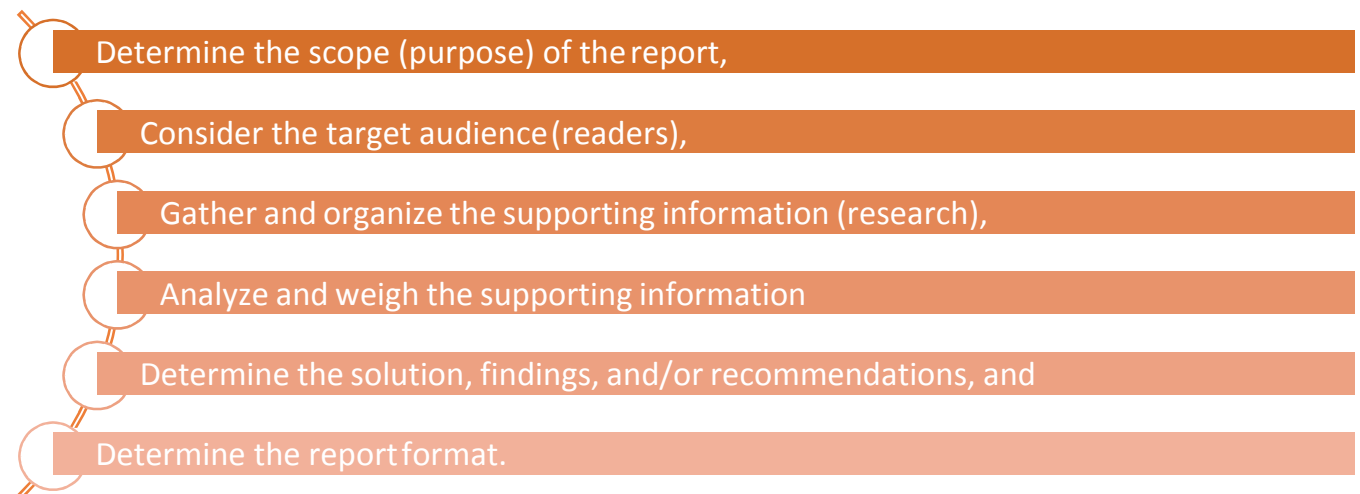 Determine the scope (purpose) of the report,
Consider the target audience (readers),
Gather and organize the supporting information (research),
Analyze and weigh the supporting information
Determine the solution, findings, and/or recommendations, and
Determine the report format.